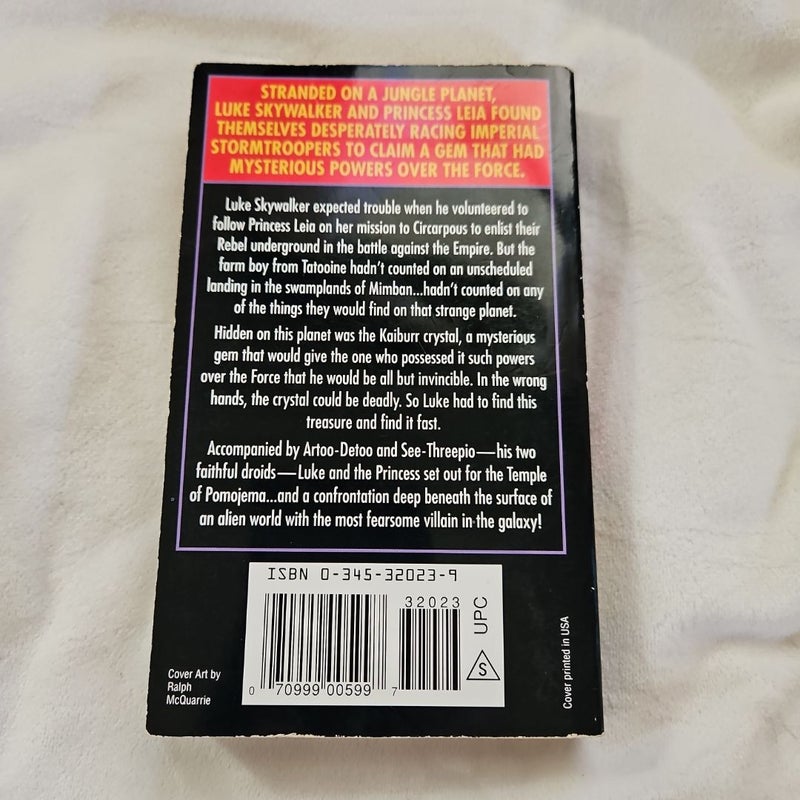 STRANDED ON A JUNGLE PLANET,
LUKE SKYWALKER AND PRINCESS LEIA FOUND
THEMSELVES DESPERATELY RACING IMPERIAL
STORMTROOPERS TO CLAIM A GEM THAT HAD
MYSTERIOUS POWERS OVER THE FORCE.
Luke Skywalker expected trouble when he volunteered to
follow Princess Leia on her mission to Circarpous to enlist their
Rebel underground in the battle against the Empire. But the
farm boy from Tatooine hadn't counted on an unscheduled
landing in the swamplands of Mimban...hadn't counted on any
of the things they would find on that strange planet.
Hidden on this planet was the Kaiburr crystal, a mysterious
gem that would give the one who possessed it such powers
over the Force that he would be all but invincible. In the wrong
hands, the crystal could be deadly. So Luke had to find this
treasure and find it fast.
Accompanied by Artoo-Detoo and See-Threepio—his two
faithful droids—Luke and the Princess set out for the Temple
of Pomojema...and a confrontation deep beneath the surface of
an alien world with the most fearsome villain in the galaxy!
ISBN 0-345-32023-9
32023
UPC
S
0 70999 00599 7
Cover Art by
Ralph
McQuarrie
Cover printed in USA